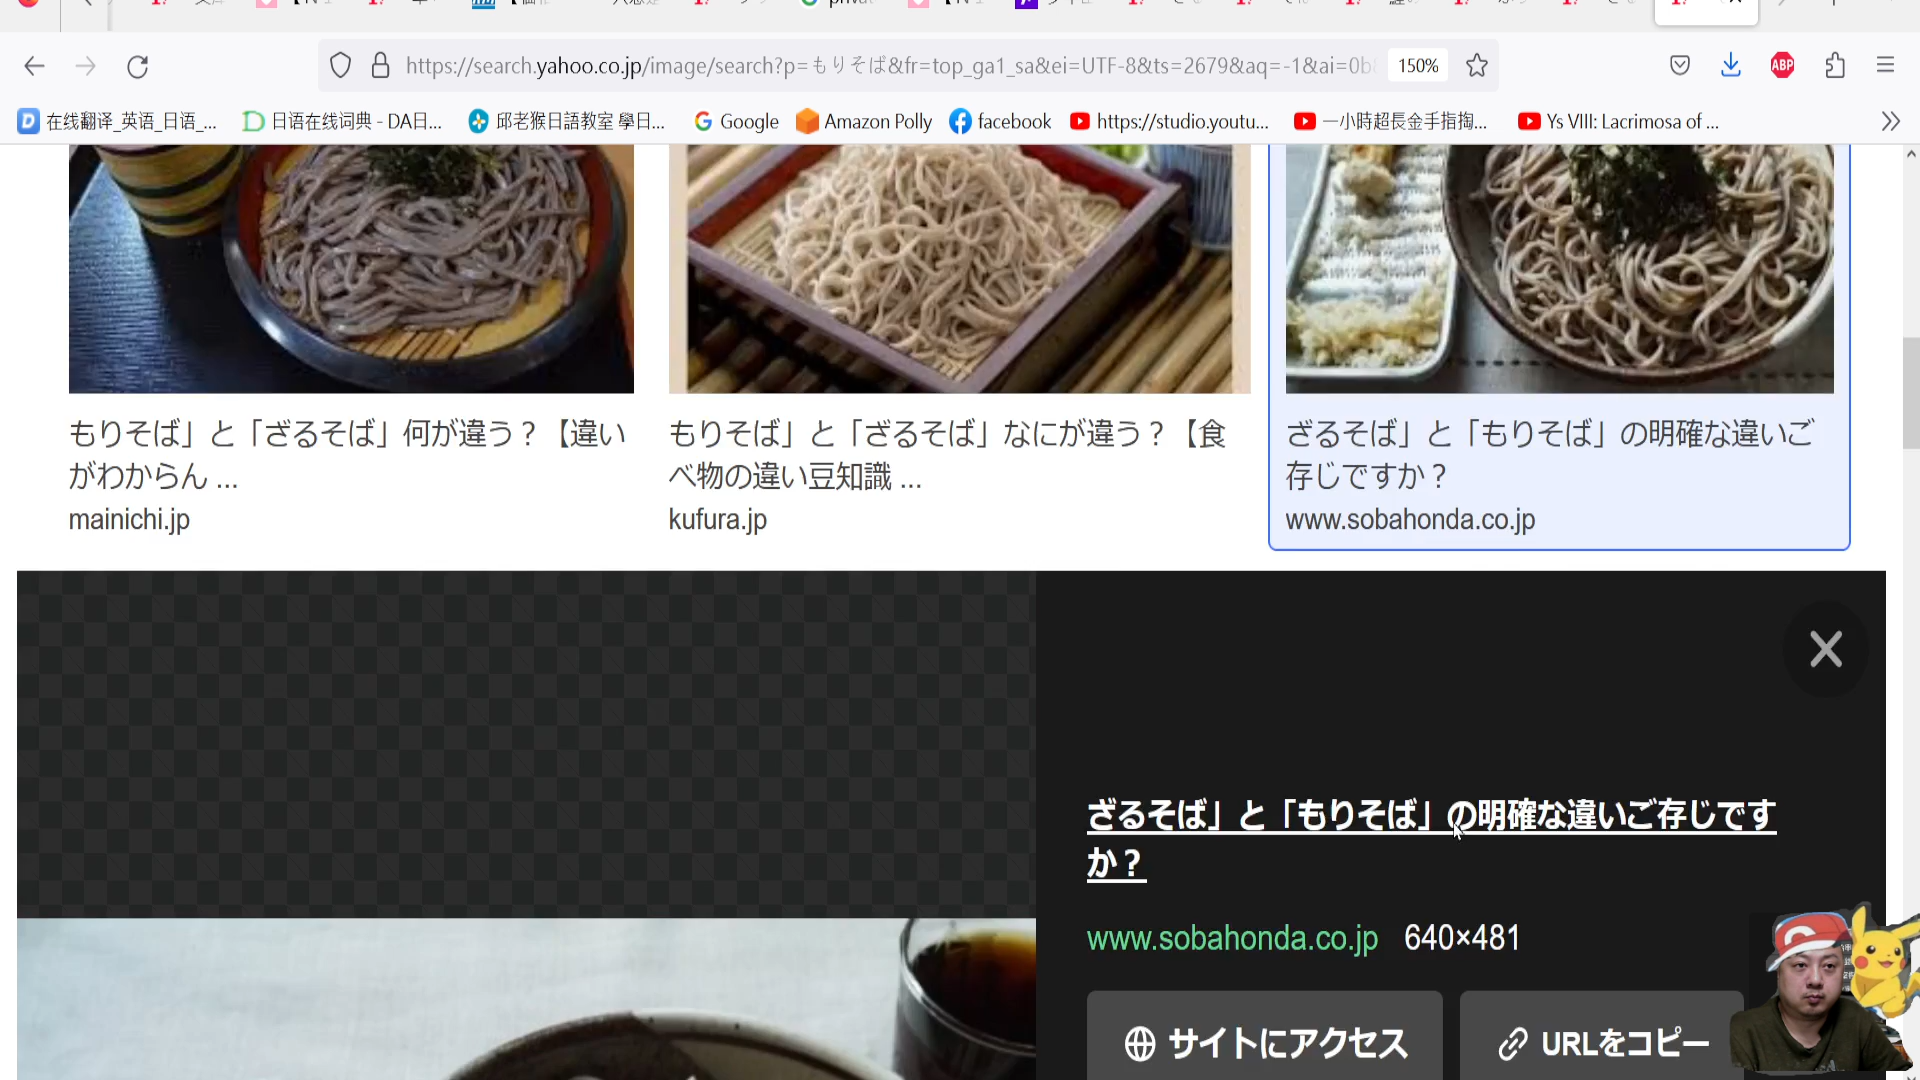 https://search.yahoo.co.jp/image/search?p=もりそば&fr=top_ga1_sa&ei=UTF-8&ts=2679&aq=-1&ai=0b
150%
ABP
在线翻译_英语_日语_...
日语在线词典 - DA日...
邱老猴日語教室 學日...
Google
Amazon Polly
facebook
https://studio.youtu...
一小時超長金手指掏...
Ys VIII: Lacrimosa of ...
もりそば」と「ざるそば」何が違う？【違い
がわからん ...
mainichi.jp
もりそば」と「ざるそば」なにが違う？【食
べ物の違い豆知識 ...
kufura.jp
ざるそば」と「もりそば」の明確な違いご
存じですか？
www.sobahonda.co.jp
ざるそば」と「もりそば」の明確な違いご存じです
か？
www.sobahonda.co.jp 640×481
サイトにアクセス
URLをコピー